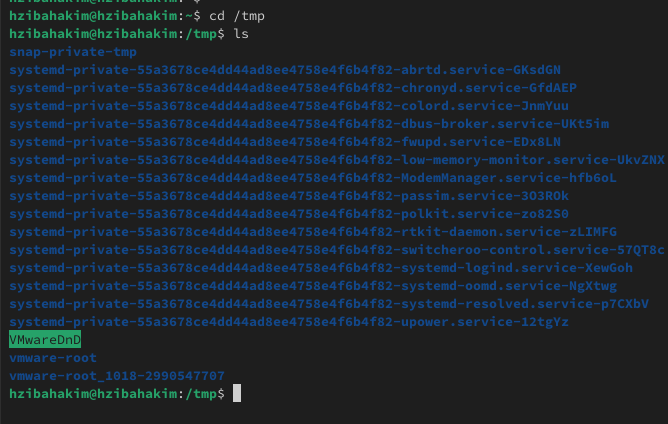 hzibahakim@hzibahakim:~$ cd /tmp
hzibahakim@hzibahakim:/tmp$ ls
snap-private-tmp
systemd-private-55a3678ce4dd44ad8ee4758e4f6b4f82-abrtd.service-GKsdGN
systemd-private-55a3678ce4dd44ad8ee4758e4f6b4f82-chronyd.service-GfdAEP
systemd-private-55a3678ce4dd44ad8ee4758e4f6b4f82-colord.service-JnmYuu
systemd-private-55a3678ce4dd44ad8ee4758e4f6b4f82-dbus-broker.service-UKt5im
systemd-private-55a3678ce4dd44ad8ee4758e4f6b4f82-fwupd.service-EDx8LN
systemd-private-55a3678ce4dd44ad8ee4758e4f6b4f82-low-memory-monitor.service-UkvZNX
systemd-private-55a3678ce4dd44ad8ee4758e4f6b4f82-ModemManager.service-hfb6oL
systemd-private-55a3678ce4dd44ad8ee4758e4f6b4f82-passim.service-3O3ROk
systemd-private-55a3678ce4dd44ad8ee4758e4f6b4f82-polkit.service-zo82S0
systemd-private-55a3678ce4dd44ad8ee4758e4f6b4f82-rtkit-daemon.service-zLIMFG
systemd-private-55a3678ce4dd44ad8ee4758e4f6b4f82-switcheroo-control.service-57QT8c
systemd-private-55a3678ce4dd44ad8ee4758e4f6b4f82-systemd-logind.service-XewGoh
systemd-private-55a3678ce4dd44ad8ee4758e4f6b4f82-systemd-oomd.service-NgXtwg
systemd-private-55a3678ce4dd44ad8ee4758e4f6b4f82-systemd-resolved.service-p7CXbV
systemd-private-55a3678ce4dd44ad8ee4758e4f6b4f82-upower.service-12tgYz
VMwareDnD
vmware-root
vmware-root_1018-2990547707
hzibahakim@hzibahakim:/tmp$